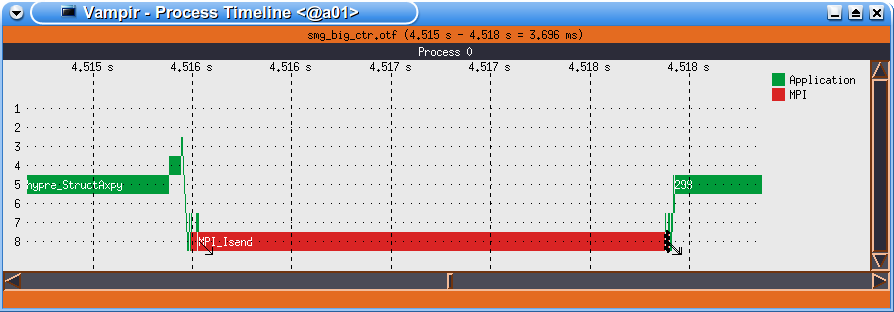 Vampir - Process Timeline <@a01>
smg_big_ctr.otf (4.515 s - 4.518 s = 3.696 ms)
Process 0
4.515 s 4.516 s 4.516 s 4.517 s 4.517 s 4.518 s 4.518 s
Application
MPI
1
2
3
4
5 hypre_StructAxpy 299
6
7
8 MPI_Isend